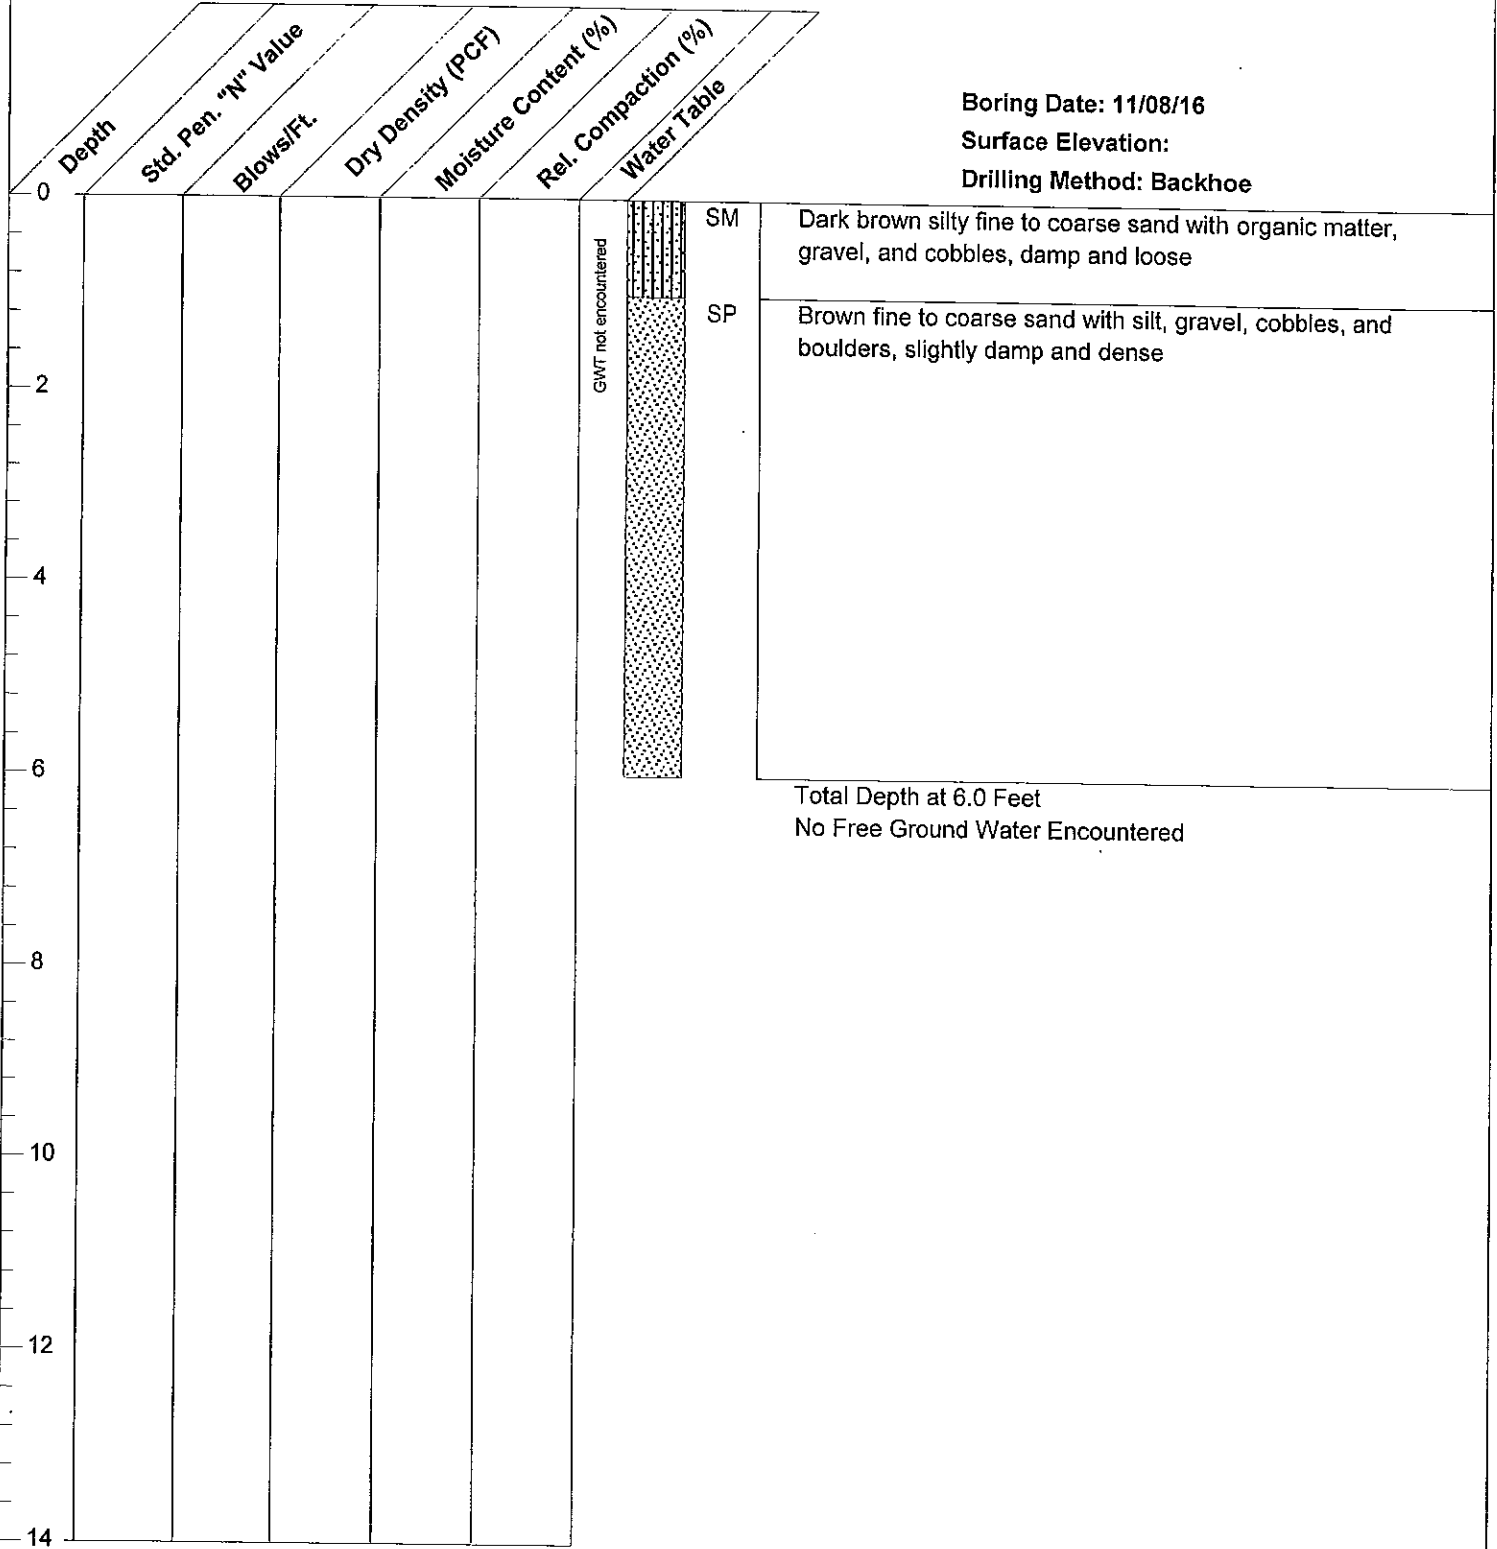 Depth
Std. Pen. "N" Value
Blows/Ft.
Dry Density (PCF)
Moisture Content (%)
Rel. Compaction (%)
Water Table
Boring Date: 11/08/16
Surface Elevation:
Drilling Method: Backhoe
0
GWT not encountered
SM
Dark brown silty fine to coarse sand with organic matter,
gravel, and cobbles, damp and loose
SP
Brown fine to coarse sand with silt, gravel, cobbles, and
boulders, slightly damp and dense
2
4
6
Total Depth at 6.0 Feet
No Free Ground Water Encountered
8
10
12
14